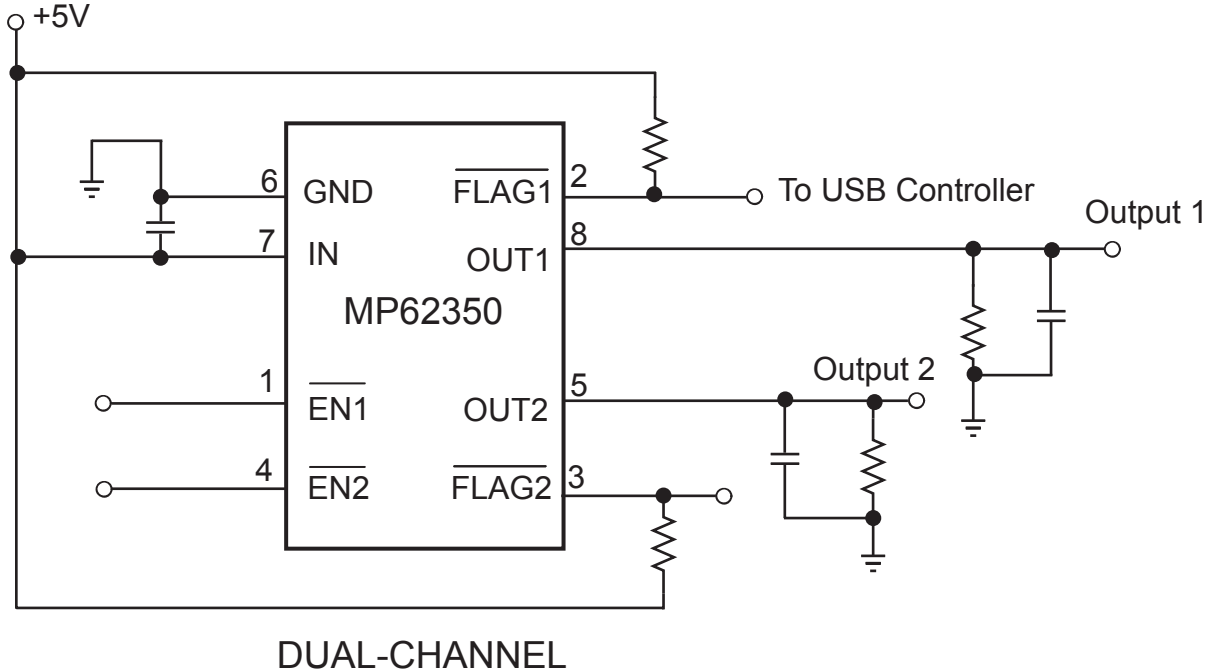 +5V
6
GND
FLAG1
2
To USB Controller
Output 1
7
IN
OUT1
8
MP62350
Output 2
1
EN1
OUT2
5
4
EN2
FLAG2
3
DUAL-CHANNEL